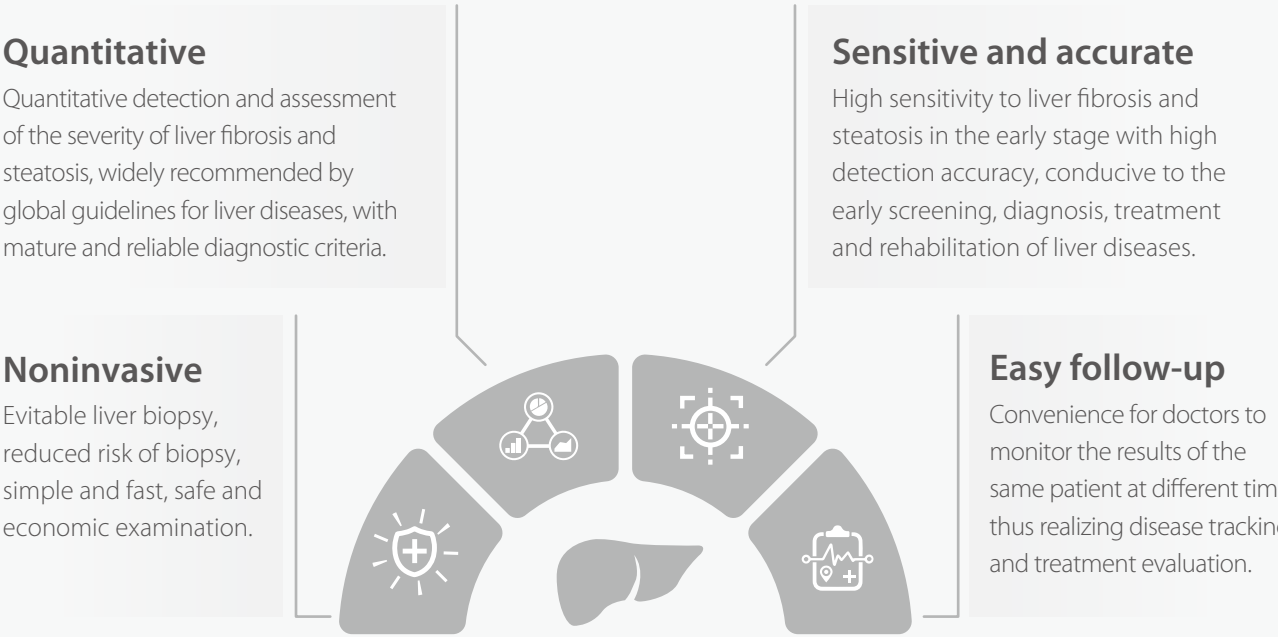 Quantitative
Quantitative detection and assessment
of the severity of liver fibrosis and
steatosis, widely recommended by
global guidelines for liver diseases, with
mature and reliable diagnostic criteria.
Sensitive and accurate
High sensitivity to liver fibrosis and
steatosis in the early stage with high
detection accuracy, conducive to the
early screening, diagnosis, treatment
and rehabilitation of liver diseases.
Noninvasive
Evitable liver biopsy,
reduced risk of biopsy,
simple and fast, safe and
economic examination.
Easy follow-up
Convenience for doctors to
monitor the results of the
same patient at different
thus realizing disease
and treatment evaluation.